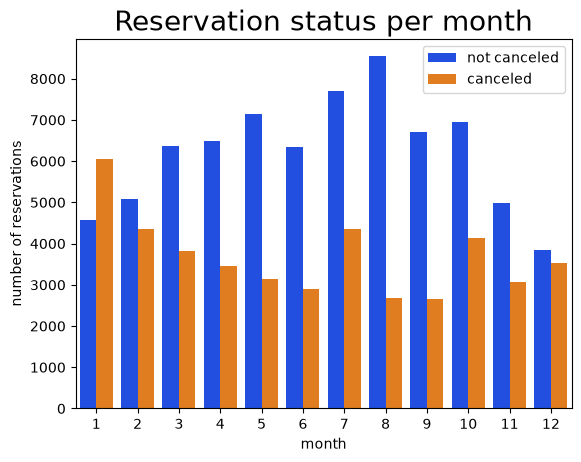 Reservation status per month
not canceled
canceled
number of reservations
8000
7000
6000
5000
4000
3000
2000
1000
0
1 2 3 4 5 6 7 8 9 10 11 12
month